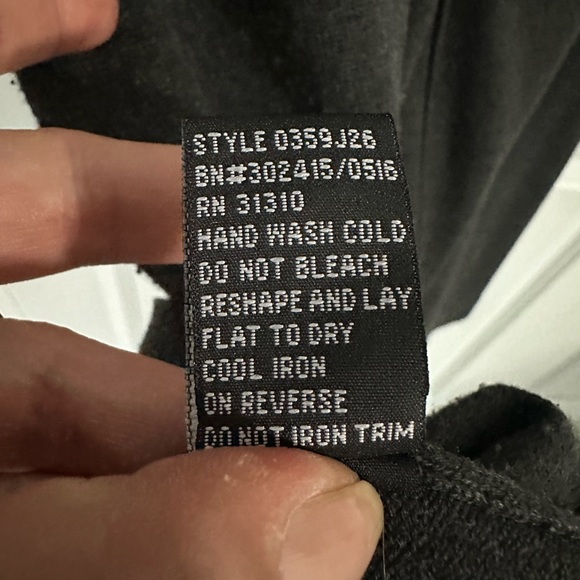 STYLE 0359J26
BN#302415/0516
RN 31310
HAND WASH COLD
DO NOT BLEACH
RESHAPE AND LAY
FLAT TO DRY
COOL IRON
ON REVERSE
DO NOT IRON TRIM